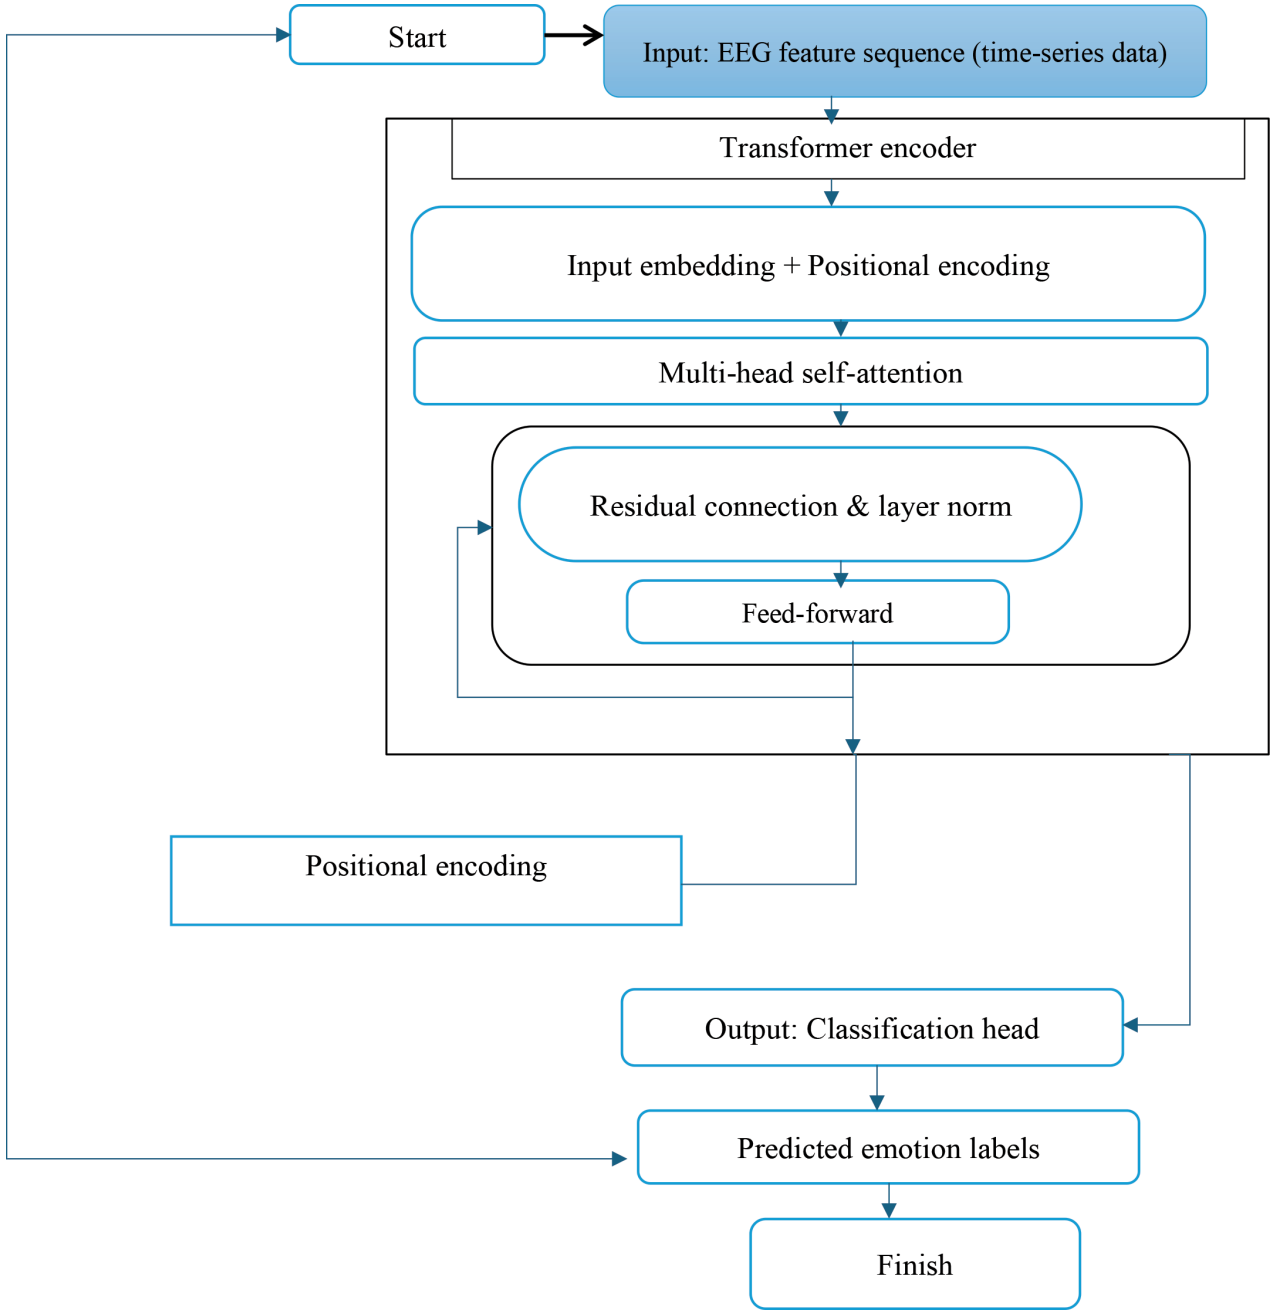 Start
Input: EEG feature sequence (time-series data)
Transformer encoder
Input embedding + Positional encoding
Multi-head self-attention
Residual connection & layer norm
Feed-forward
Positional encoding
Output: Classification head
Predicted emotion labels
Finish